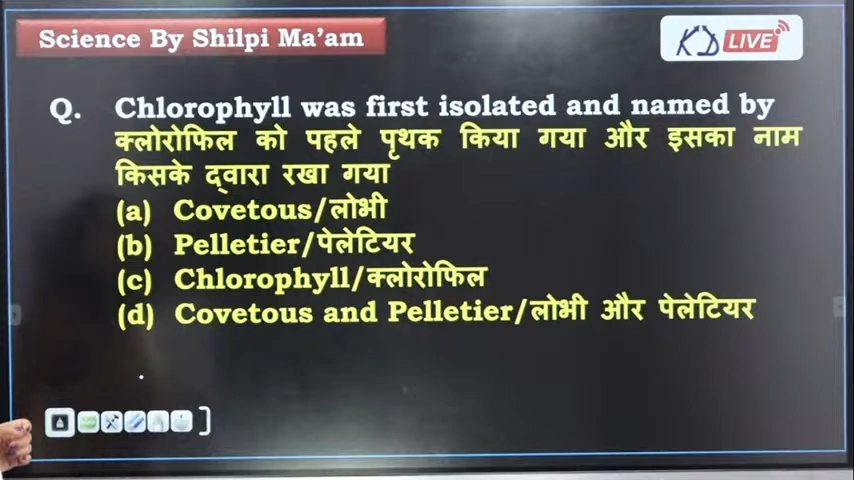 Science By Shilpi Ma'am
KD LIVE
Q. Chlorophyll was first isolated and named by
क्लोरोफिल को पहले पृथक किया गया और इसका नाम
किसके द्वारा रखा गया
(a) Covetous/लोभी
(b) Pelletier/पेलेटियर
(c) Chlorophyll/क्लोरोफिल
(d) Covetous and Pelletier/लोभी और पेलेटियर